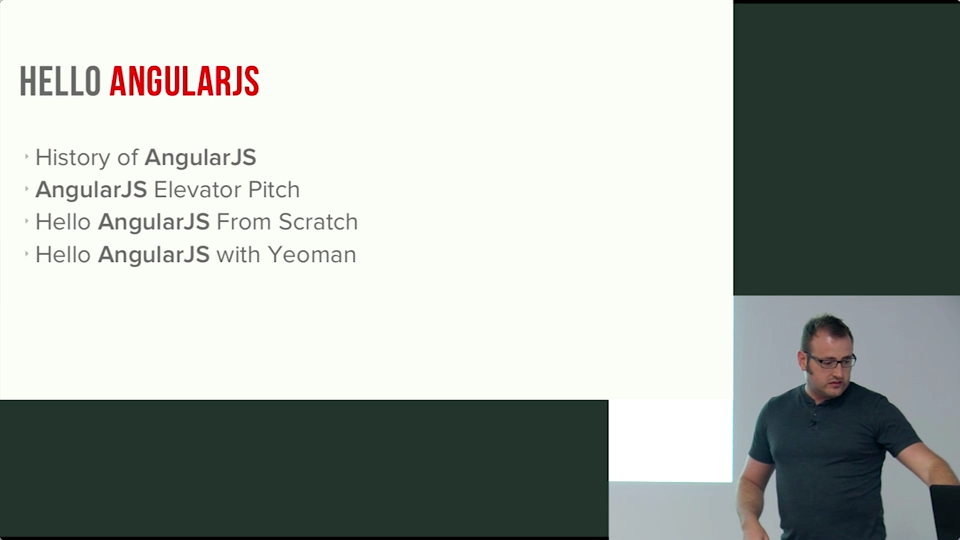 HELLO ANGULARJS
History of AngularJS
AngularJS Elevator Pitch
Hello AngularJS From Scratch
Hello AngularJS with Yeoman